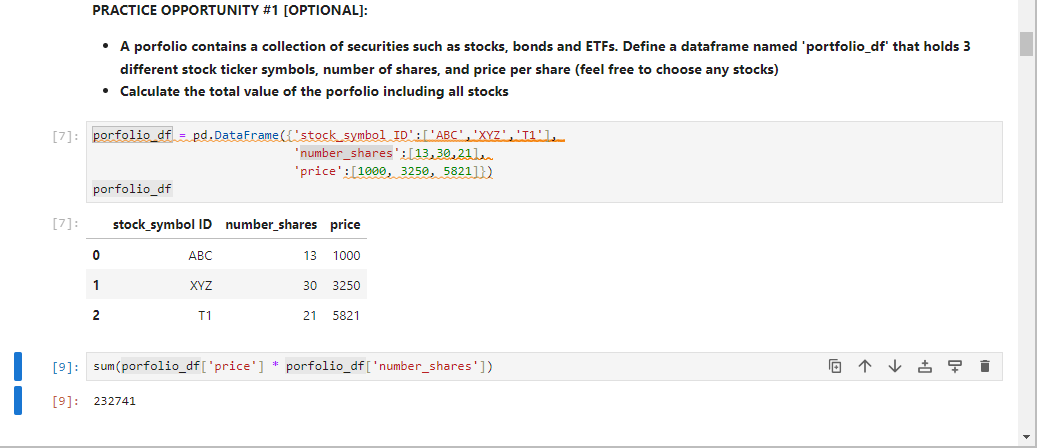 PRACTICE OPPORTUNITY #1 [OPTIONAL]:
• A porfolio contains a collection of securities such as stocks, bonds and ETFs. Define a dataframe named 'portfolio_df' that holds 3
different stock ticker symbols, number of shares, and price per share (feel free to choose any stocks)
• Calculate the total value of the porfolio including all stocks
[7]: porfolio_df = pd.DataFrame({'stock_symbol ID':['ABC','XYZ','T1'],
'number_shares':[13,30,21],
'price':[1000, 3250, 5821]})
porfolio_df
[7]: stock_symbol ID number_shares price
0 ABC 13 1000
1 XYZ 30 3250
2 T1 21 5821
[9]: sum(porfolio_df['price'] * porfolio_df['number_shares'])
[9]: 232741